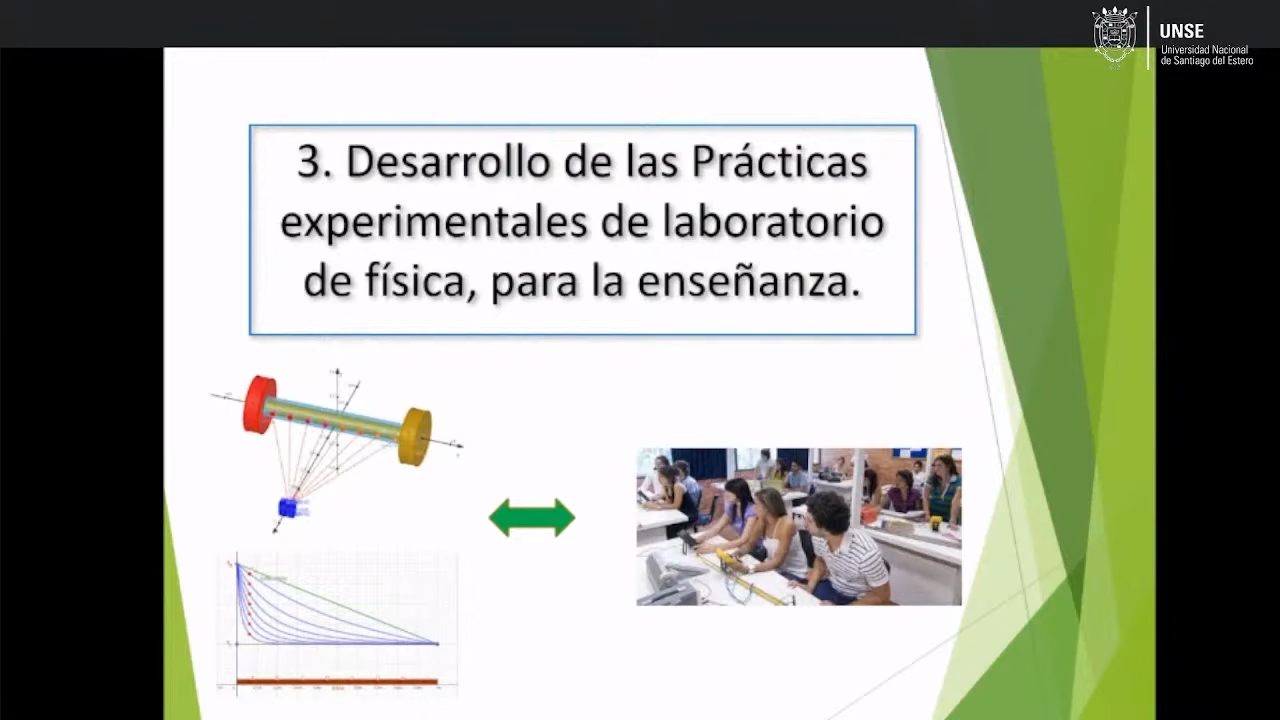 UNSE
Universidad Nacional
de Santiago del Estero
3. Desarrollo de las Prácticas
experimentales de laboratorio
de física, para la enseñanza.